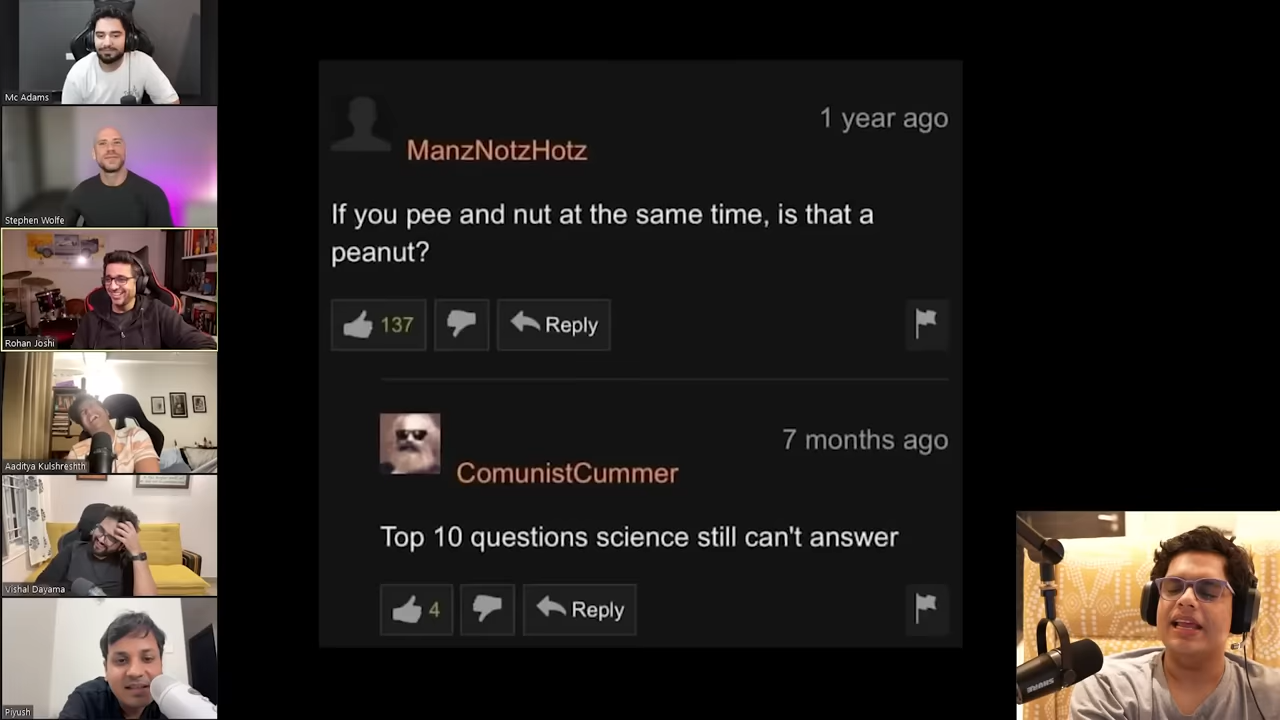 Mc Adams
Stephen Wolfe
Rohan Joshi
Aaditya Kulshreshth
Vishal Dayama
Piyush
1 year ago
ManzNotzHotz
If you pee and nut at the same time, is that a
peanut?
137
Reply
7 months ago
ComunistCummer
Top 10 questions science still can't answer
4
Reply